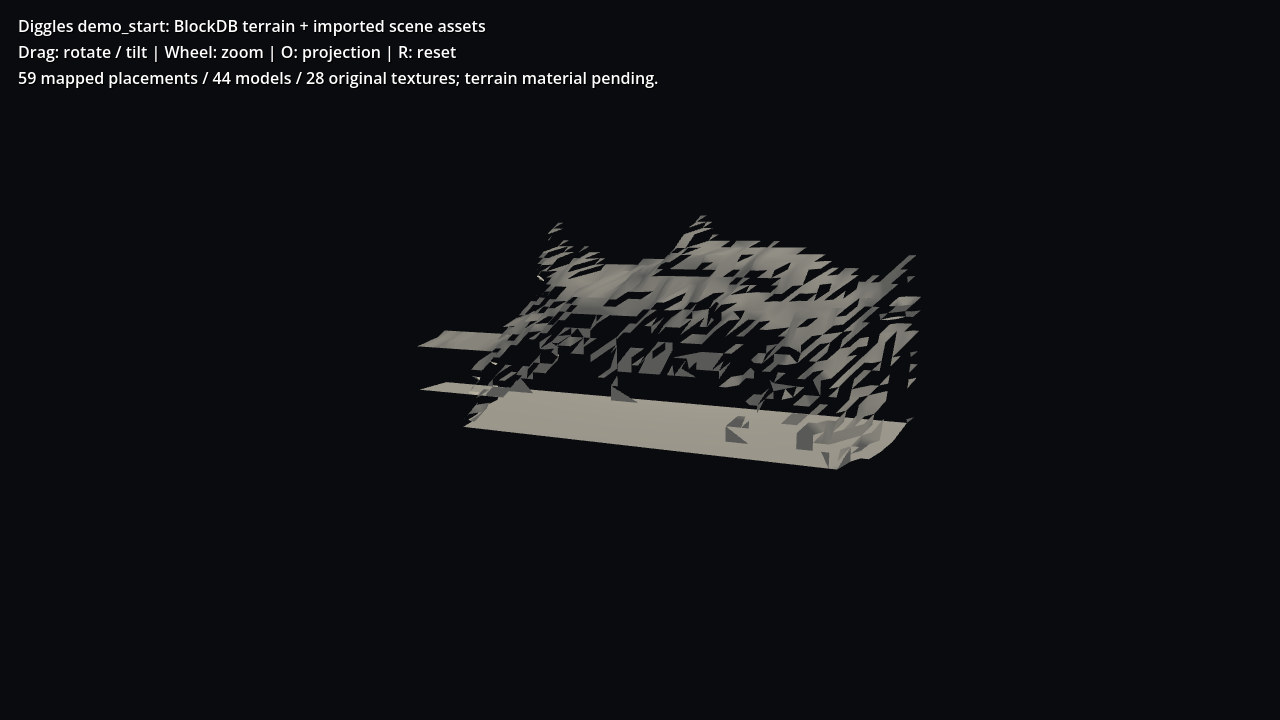 Diggles demo_start: BlockDB terrain + imported scene assets
Drag: rotate / tilt | Wheel: zoom | O: projection | R: reset
59 mapped placements / 44 models / 28 original textures; terrain material pending.